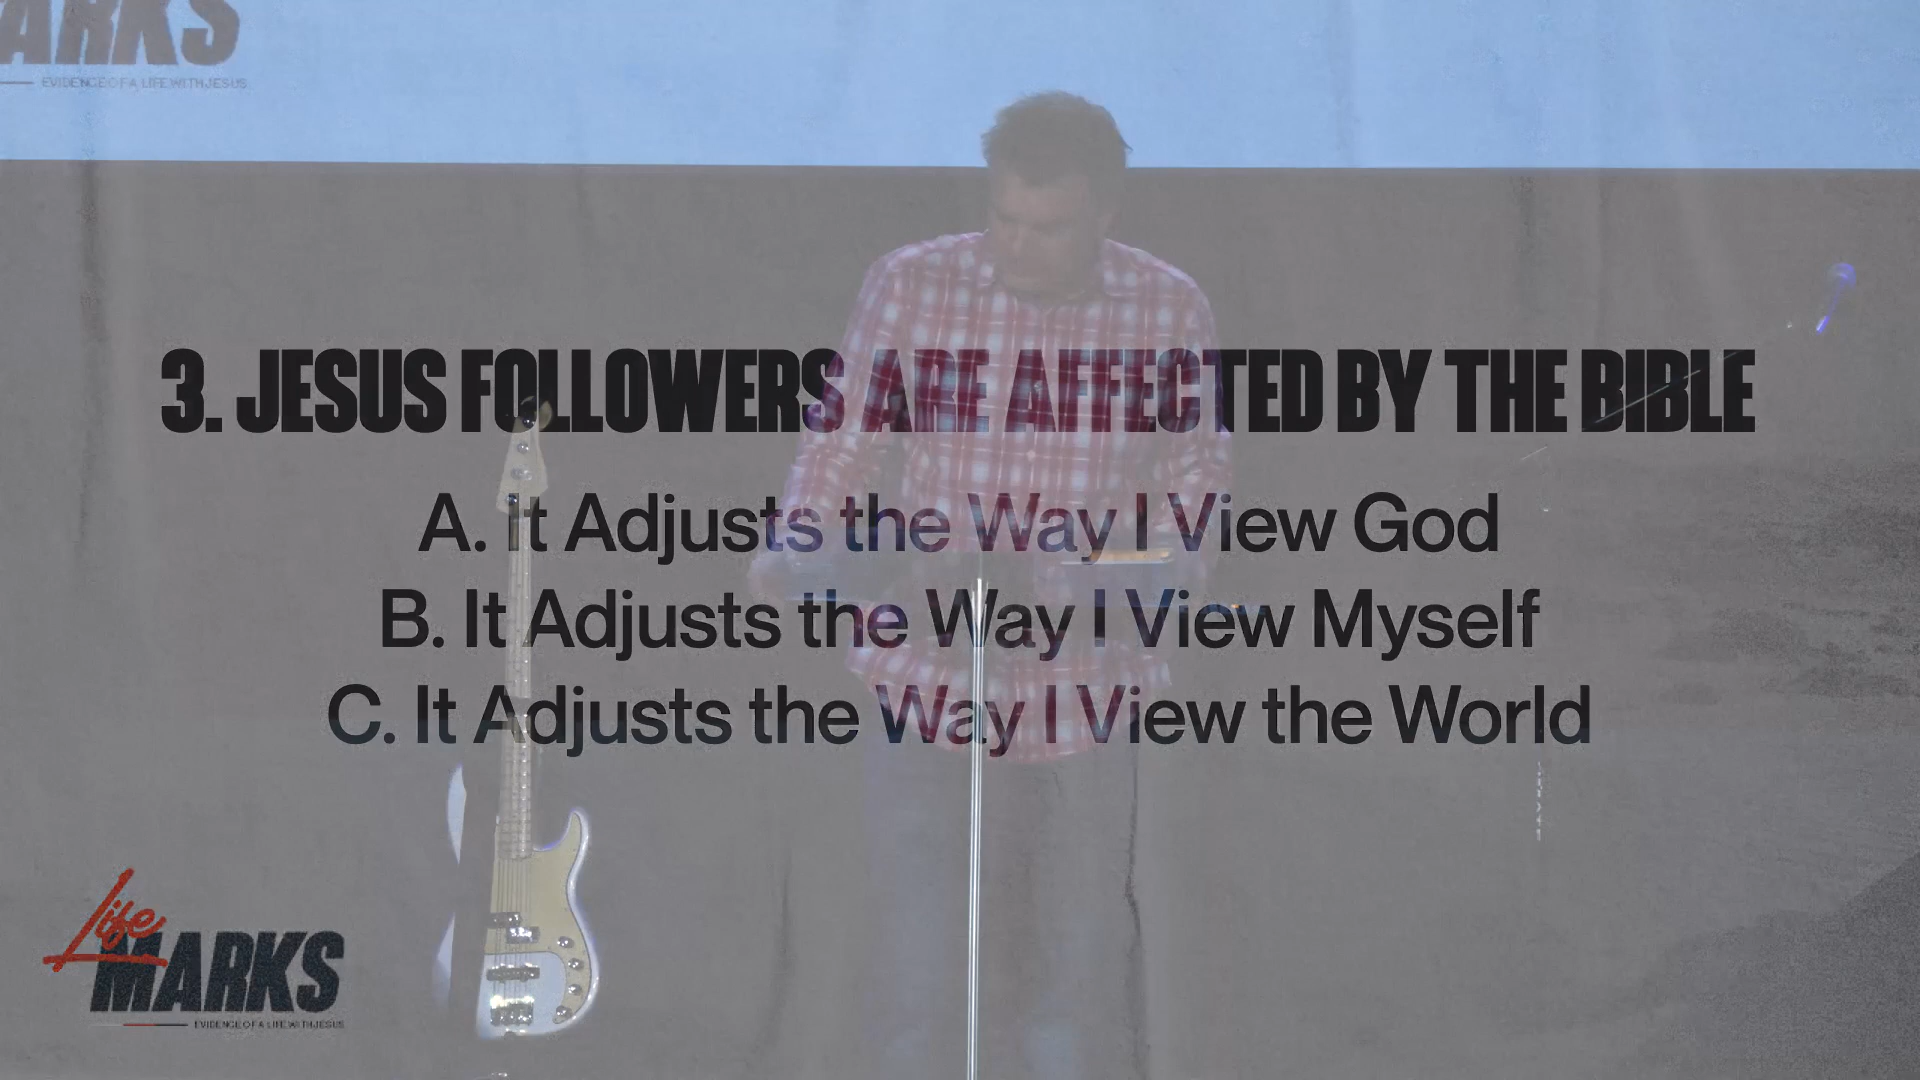 ARKS
EVIDENCE OF A LIFE WITH JESUS
3. JESUS FOLLOWERS ARE AFFECTED BY THE BIBLE
A. It Adjusts the Way I View God
B. It Adjusts the Way I View Myself
C. It Adjusts the Way I View the World
Life
MARKS
EVIDENCE OF A LIFE WITH JESUS